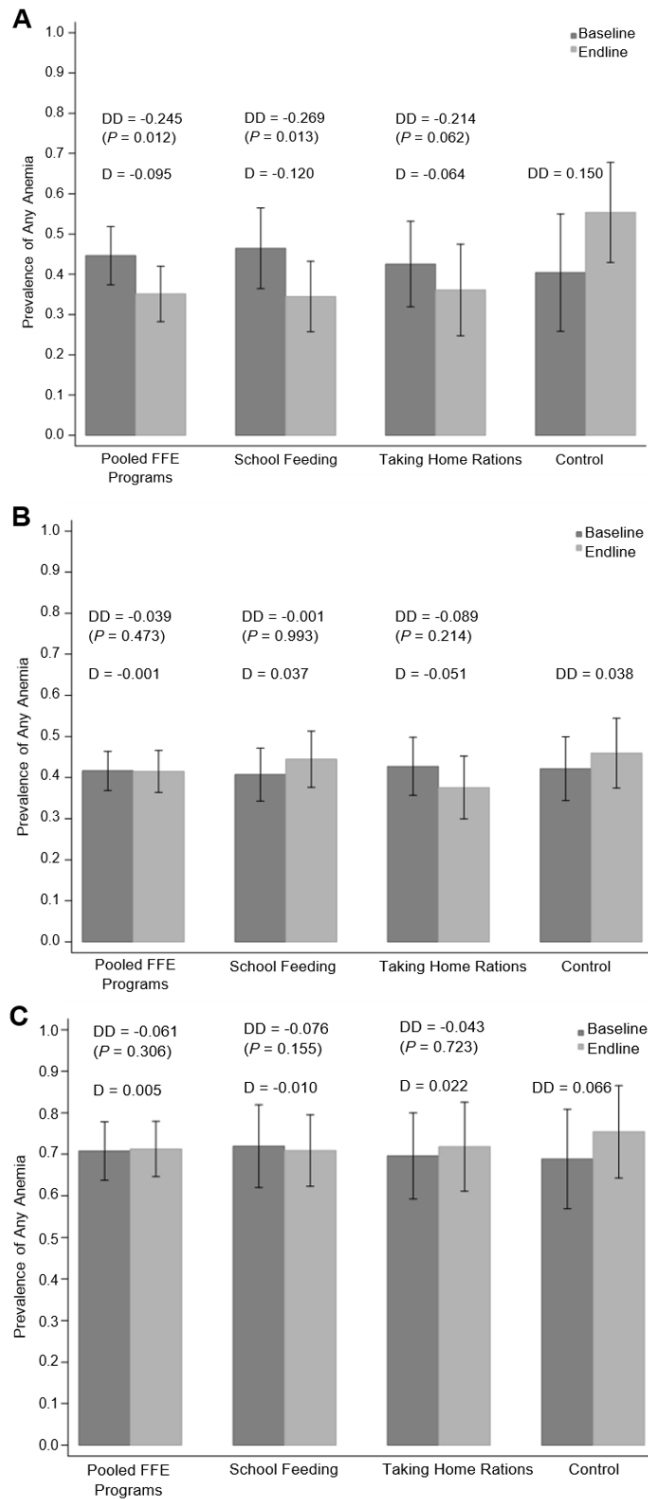 A
Baseline
Endline
DD = -0.245
(P = 0.012)
D = -0.095
DD = -0.269
(P = 0.013)
D = -0.120
DD = -0.214
(P = 0.062)
D = -0.064
DD = 0.150
Prevalence of Any Anemia
1.0
0.9
0.8
0.7
0.6
0.5
0.4
0.3
0.2
0.1
0.0
Pooled FFE
Programs
School Feeding
Taking Home Rations
Control
B
Baseline
Endline
DD = -0.039
(P = 0.473)
D = -0.001
DD = -0.001
(P = 0.993)
D = 0.037
DD = -0.089
(P = 0.214)
D = -0.051
DD = 0.038
Prevalence of Any Anemia
1.0
0.9
0.8
0.7
0.6
0.5
0.4
0.3
0.2
0.1
0.0
Pooled FFE
Programs
School Feeding
Taking Home Rations
Control
C
Baseline
Endline
DD = -0.061
(P = 0.306)
D = 0.005
DD = -0.076
(P = 0.155)
D = -0.010
DD = -0.043
(P = 0.723)
D = 0.022
DD = 0.066
Prevalence of Any Anemia
1.0
0.9
0.8
0.7
0.6
0.5
0.4
0.3
0.2
0.1
0.0
Pooled FFE
Programs
School Feeding
Taking Home Rations
Control